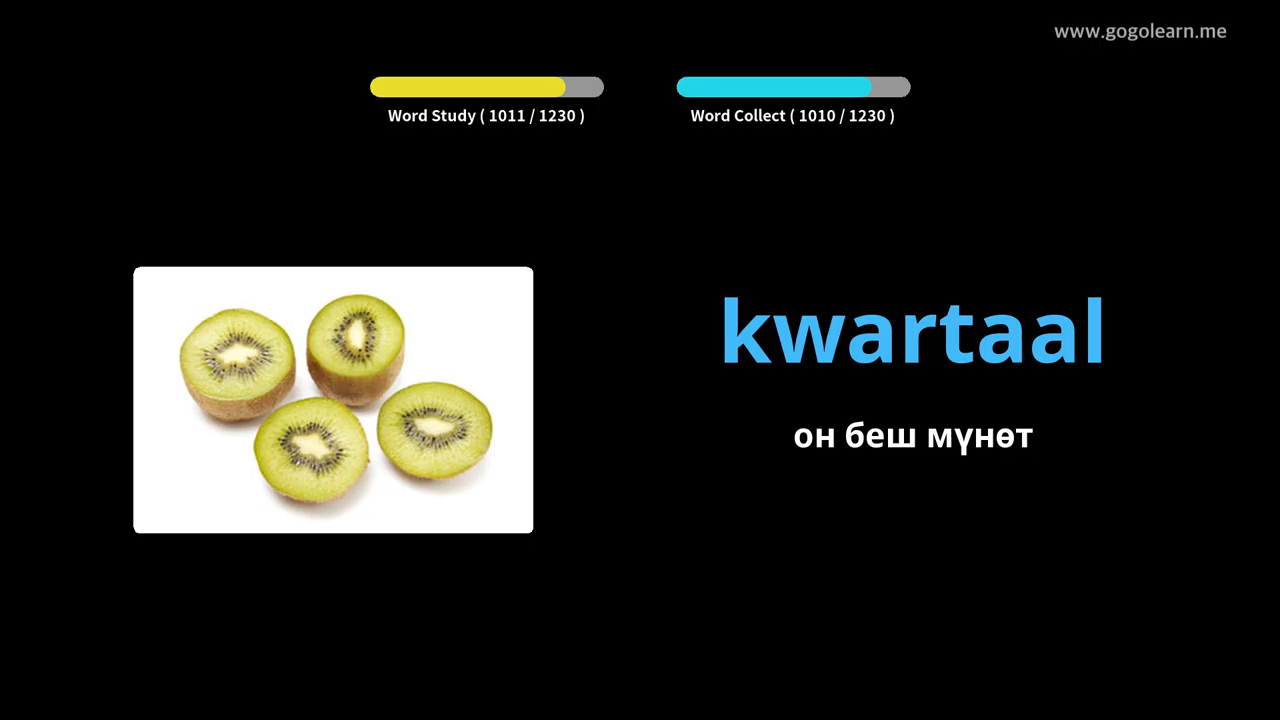 www.gogolearn.me
Word Study ( 1011 / 1230 )
Word Collect ( 1010 / 1230 )
kwartaal
он беш мүнөт